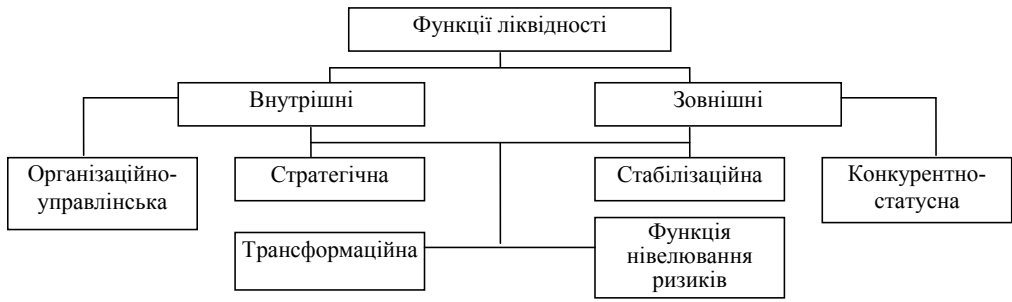 Функції ліквідності
Внутрішні
Зовнішні
Організаційно-
управлінська
Стратегічна
Стабілізаційна
Конкурентно-
статусна
Трансформаційна
Функція
нівелювання
ризиків